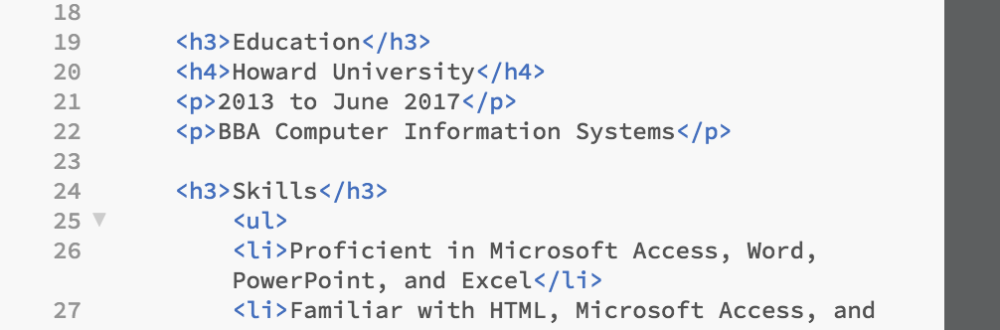 18
19 <h3>Education</h3>
20 <h4>Howard University</h4>
21 <p>2013 to June 2017</p>
22 <p>BBA Computer Information Systems</p>
23
24 <h3>Skills</h3>
25 <ul>
26 <li>Proficient in Microsoft Access, Word,
PowerPoint, and Excel</li>
27 <li>Familiar with HTML, Microsoft Access, and